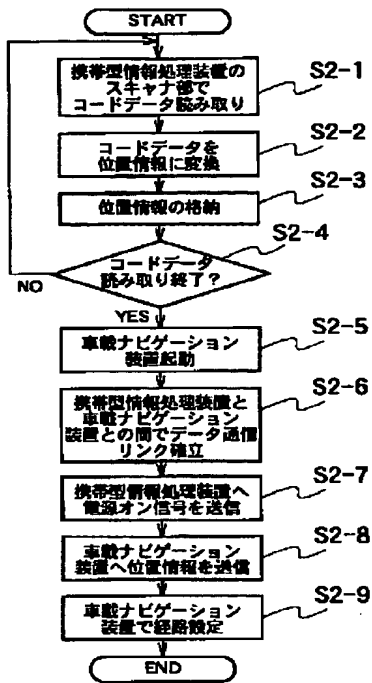 START
携帯型情報処理装置の
スキャナ部で
コードデータ読み取り
S2-1
コードデータを
位置情報に変換
S2-2
位置情報の格納
S2-3
コードデータ
読み取り終了?
S2-4
NO
YES
車載ナビゲーション
装置起動
S2-5
携帯型情報処理装置と
車載ナビゲーション
装置との間でデータ通信
リンク確立
S2-6
携帯型情報処理装置へ
電源オン信号を送信
S2-7
車載ナビゲーション
装置へ位置情報を送信
S2-8
車載ナビゲーション
装置で経路設定
S2-9
END